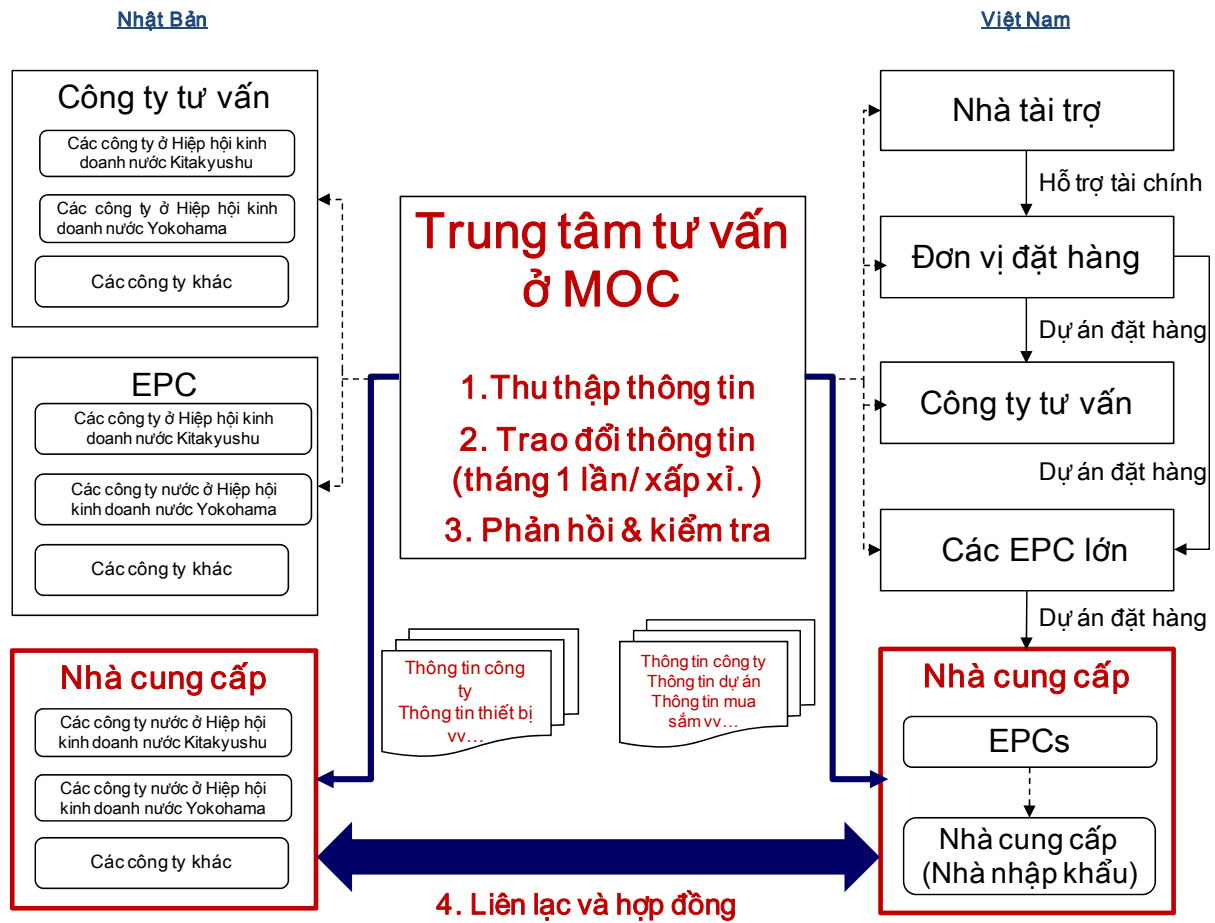 Nhật Bản
Việt Nam
Công ty tư vấn
Các công ty ở Hiệp hội kinh
doanh nước Kitakyushu
Các công ty ở Hiệp hội kinh
doanh nước Yokohama
Các công ty khác
EPC
Các công ty ở Hiệp hội kinh
doanh nước Kitakyushu
Các công ty nước ở Hiệp hội
kinh doanh nước Yokohama
Các công ty khác
Nhà cung cấp
Các công ty nước ở Hiệp hội
kinh doanh nước Kitakyushu
Các công ty nước ở Hiệp hội
kinh doanh nước Yokohama
Các công ty khác
Trung tâm tư vấn
ở MOC
1. Thu thập thông tin
2. Trao đổi thông tin
(tháng 1 lần/ xấp xỉ. )
3. Phản hồi & kiểm tra
Thông tin công
ty
Thông tin thiết bị
vv...
Thông tin công ty
Thông tin dự án
Thông tin mua
sắm vv...
4. Liên lạc và hợp đồng
Nhà tài trợ
Hỗ trợ tài chính
Đơn vị đặt hàng
Dự án đặt hàng
Công ty tư vấn
Dự án đặt hàng
Các EPC lớn
Dự án đặt hàng
Nhà cung cấp
EPCs
Nhà cung cấp
(Nhà nhập khẩu)